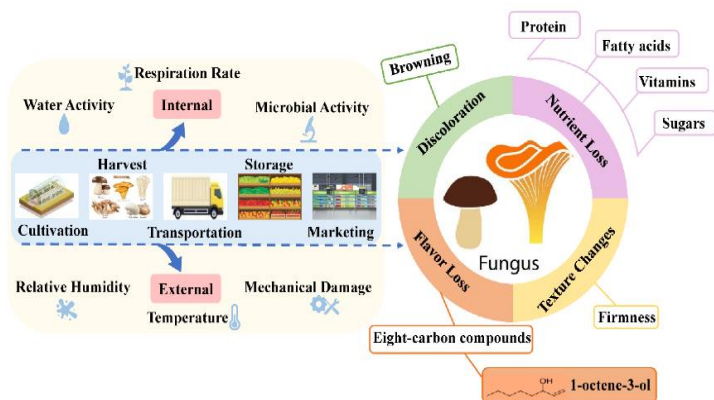 Respiration Rate
Water Activity
Internal
Microbial Activity
Harvest
Storage
Cultivation
Transportation
Marketing
Relative Humidity
External
Mechanical Damage
Temperature
Browning
Protein
Fatty acids
Vitamins
Sugars
Discoloration
Nutrient Loss
Fungus
Flavor Loss
Texture Changes
Firmness
Eight-carbon compounds
OH
1-octene-3-ol